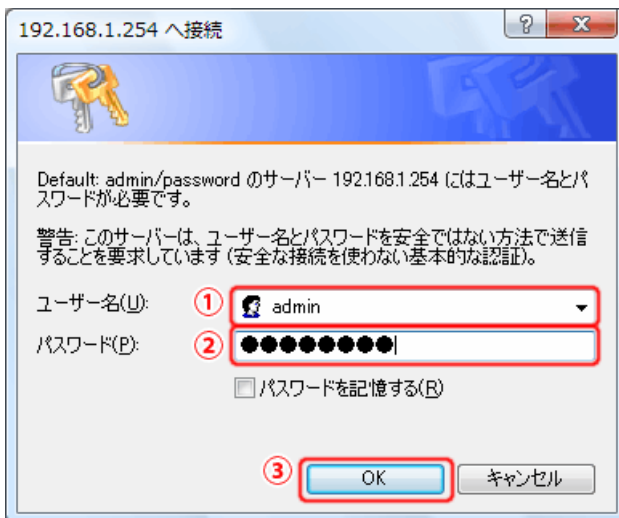 192.168.1.254 へ接続
Default: admin/password のサーバー 192.168.1.254 にはユーザー名とパ
スワードが必要です。
警告: このサーバーは、ユーザー名とパスワードを安全ではない方法で送信
することを要求しています (安全な接続を使わない基本的な認証)。
ユーザー名(U): ① admin
パスワード(P): ② ●●●●●●●●
パスワードを記憶する(R)
③ OK キャンセル